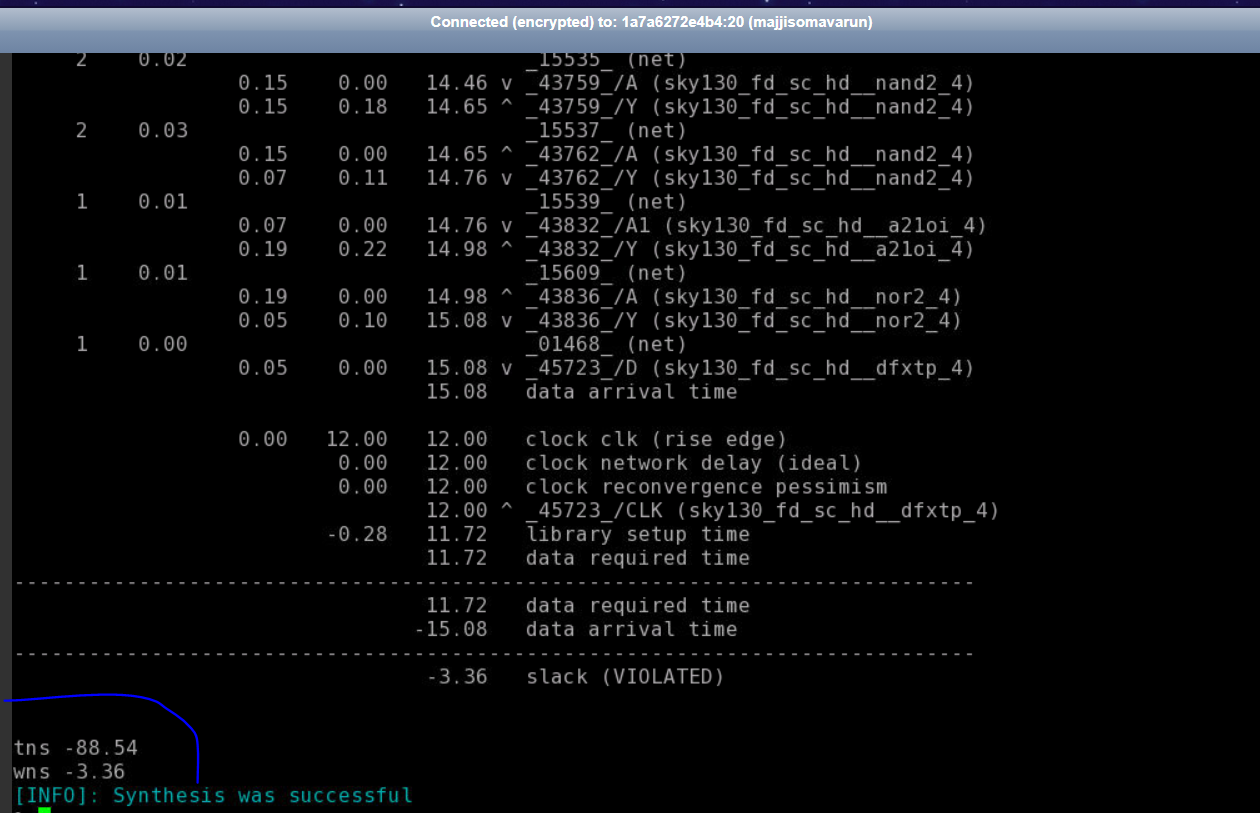 Connected (encrypted) to: 1a7a6272e4b4:20 (majjisomavarun)
2 0.02 _15535_ (net)
0.15 0.00 14.46 v _43759_/A (sky130_fd_sc_hd__nand2_4)
0.15 0.18 14.65 ^ _43759_/Y (sky130_fd_sc_hd__nand2_4)
2 0.03 _15537_ (net)
0.15 0.00 14.65 ^ _43762_/A (sky130_fd_sc_hd__nand2_4)
0.07 0.11 14.76 v _43762_/Y (sky130_fd_sc_hd__nand2_4)
1 0.01 _15539_ (net)
0.07 0.00 14.76 v _43832_/A1 (sky130_fd_sc_hd__a21oi_4)
0.19 0.22 14.98 ^ _43832_/Y (sky130_fd_sc_hd__a21oi_4)
1 0.01 _15609_ (net)
0.19 0.00 14.98 ^ _43836_/A (sky130_fd_sc_hd__nor2_4)
0.05 0.10 15.08 v _43836_/Y (sky130_fd_sc_hd__nor2_4)
1 0.00 _01468_ (net)
0.05 0.00 15.08 v _45723_/D (sky130_fd_sc_hd__dfxtp_4)
15.08 data arrival time
0.00 12.00 12.00 clock clk (rise edge)
0.00 12.00 clock network delay (ideal)
0.00 12.00 clock reconvergence pessimism
12.00 ^ _45723_/CLK (sky130_fd_sc_hd__dfxtp_4)
-0.28 11.72 library setup time
11.72 data required time
-----------------------------------------------------------------------------
11.72 data required time
-15.08 data arrival time
-----------------------------------------------------------------------------
-3.36 slack (VIOLATED)
tns -88.54
wns -3.36
[INFO]: Synthesis was successful